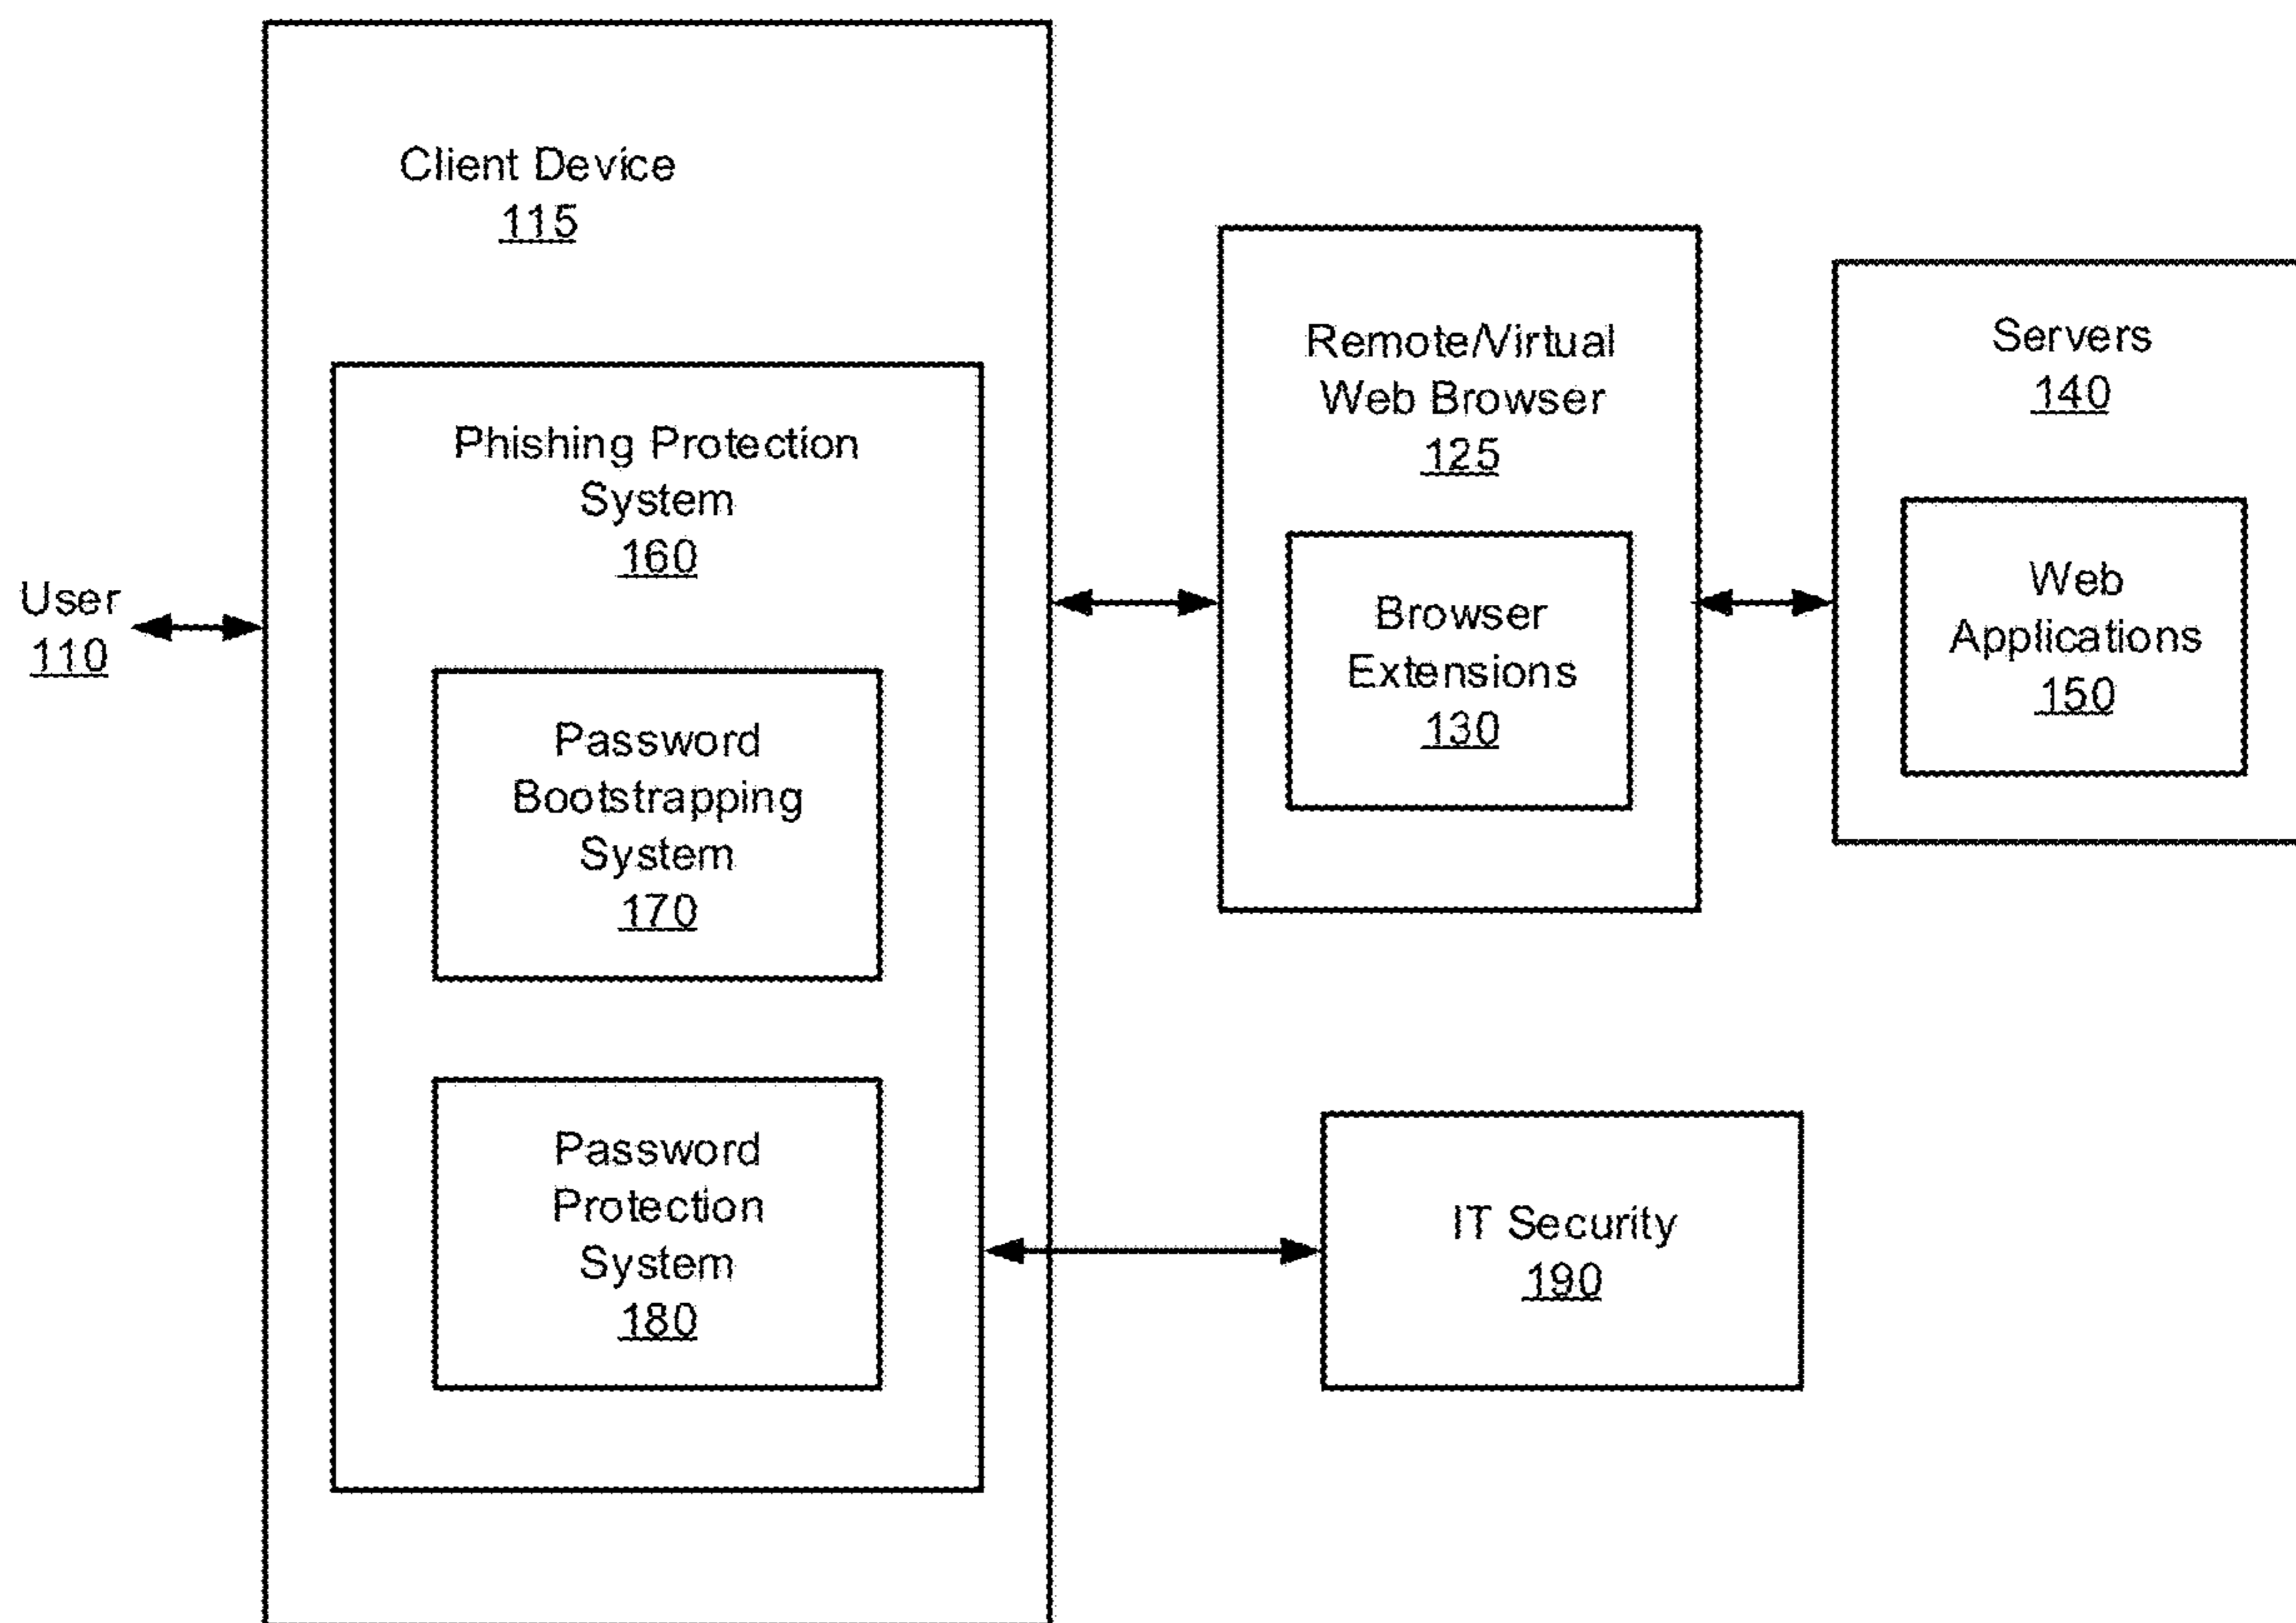 Client Device
115
Phishing Protection
System
160
User
110
Password
Bootstrapping
System
170
Password
Protection
System
180
Remote/Virtual
Web Browser
125
Browser
Extensions
130
Servers
140
Web
Applications
150
IT Security
190